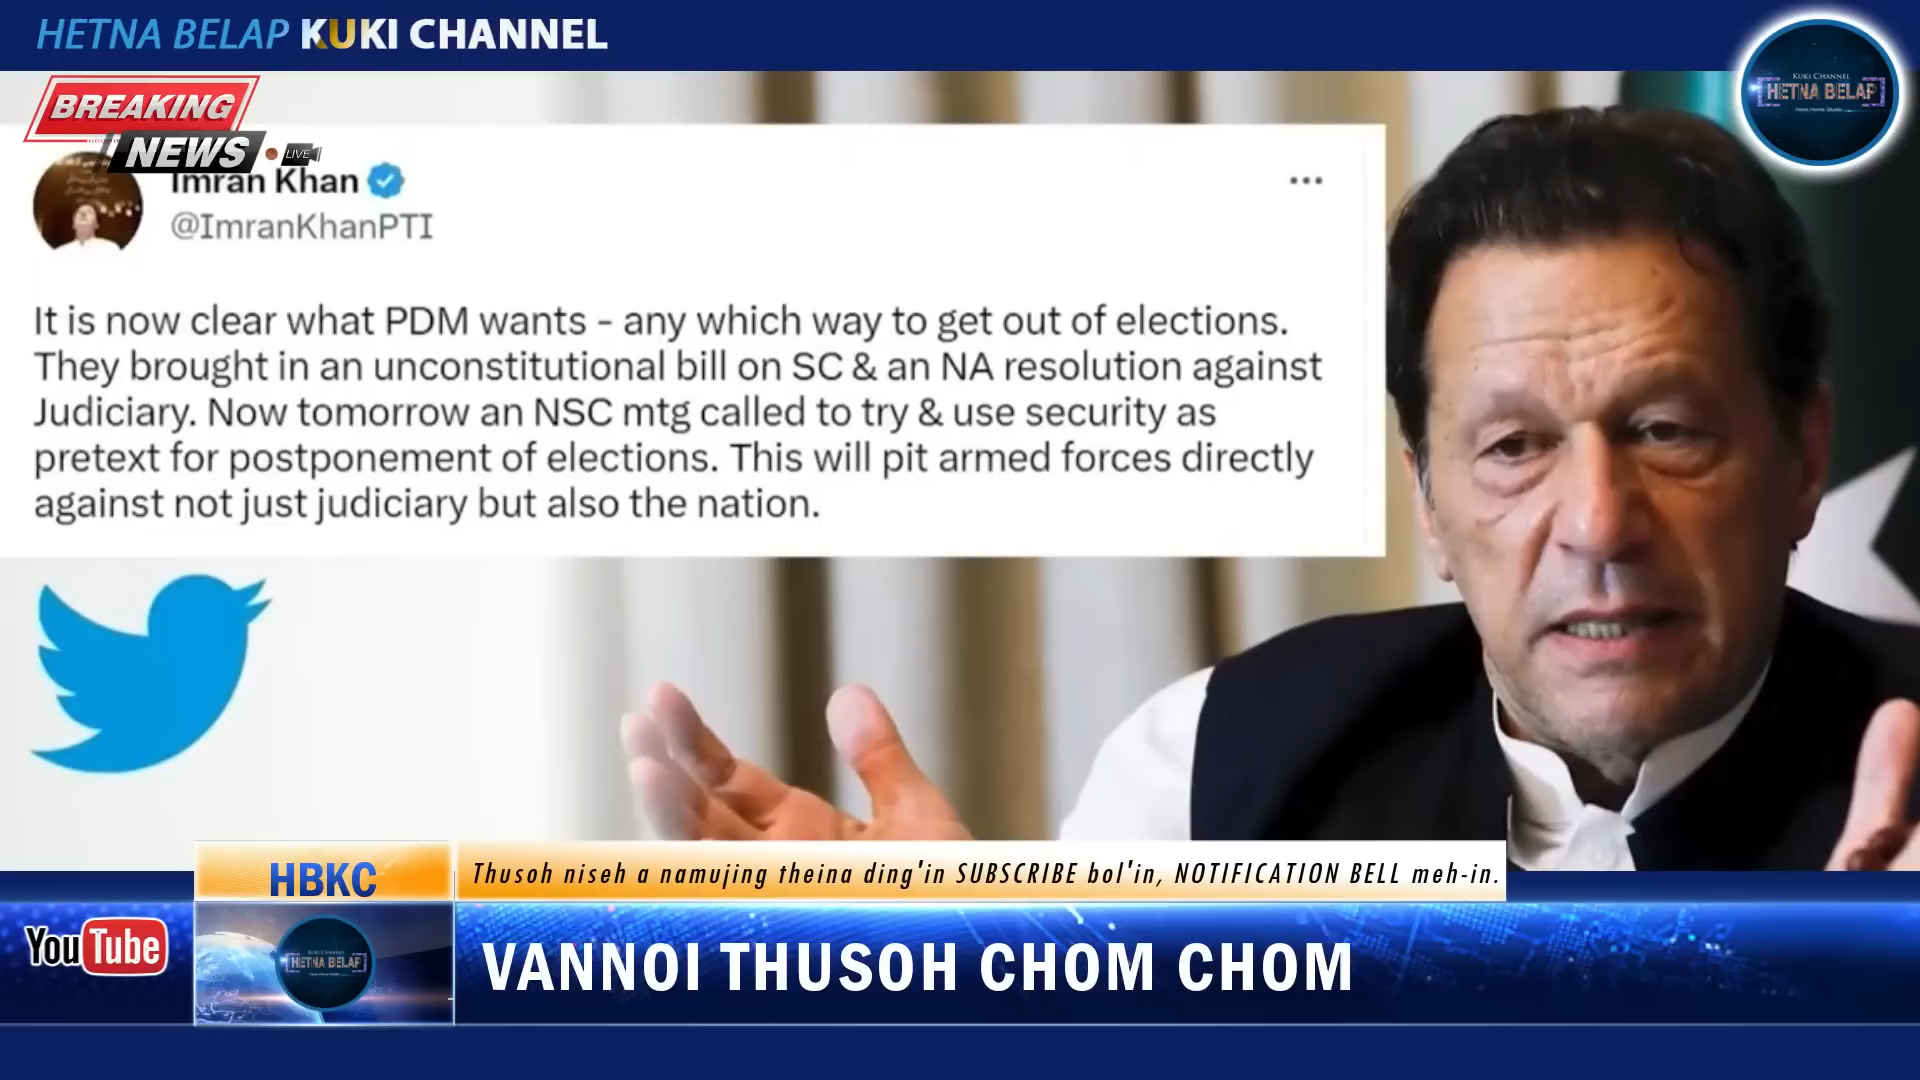 HETNA BELAP KUKI CHANNEL
KUKI CHANNEL
HETNA BELAP
BREAKING
NEWS
LIVE
Imran Khan
@ImranKhanPTI
It is now clear what PDM wants - any which way to get out of elections.
They brought in an unconstitutional bill on SC & an NA resolution against
Judiciary. Now tomorrow an NSC mtg called to try & use security as
pretext for postponement of elections. This will pit armed forces directly
against not just judiciary but also the nation.
HBKC
Thusoh niseh a namujing theina ding'in SUBSCRIBE bol'in, NOTIFICATION BELL meh-in.
YouTube
KUKI CHANNEL
HETNA BELAP
VANNOI THUSOH CHOM CHOM